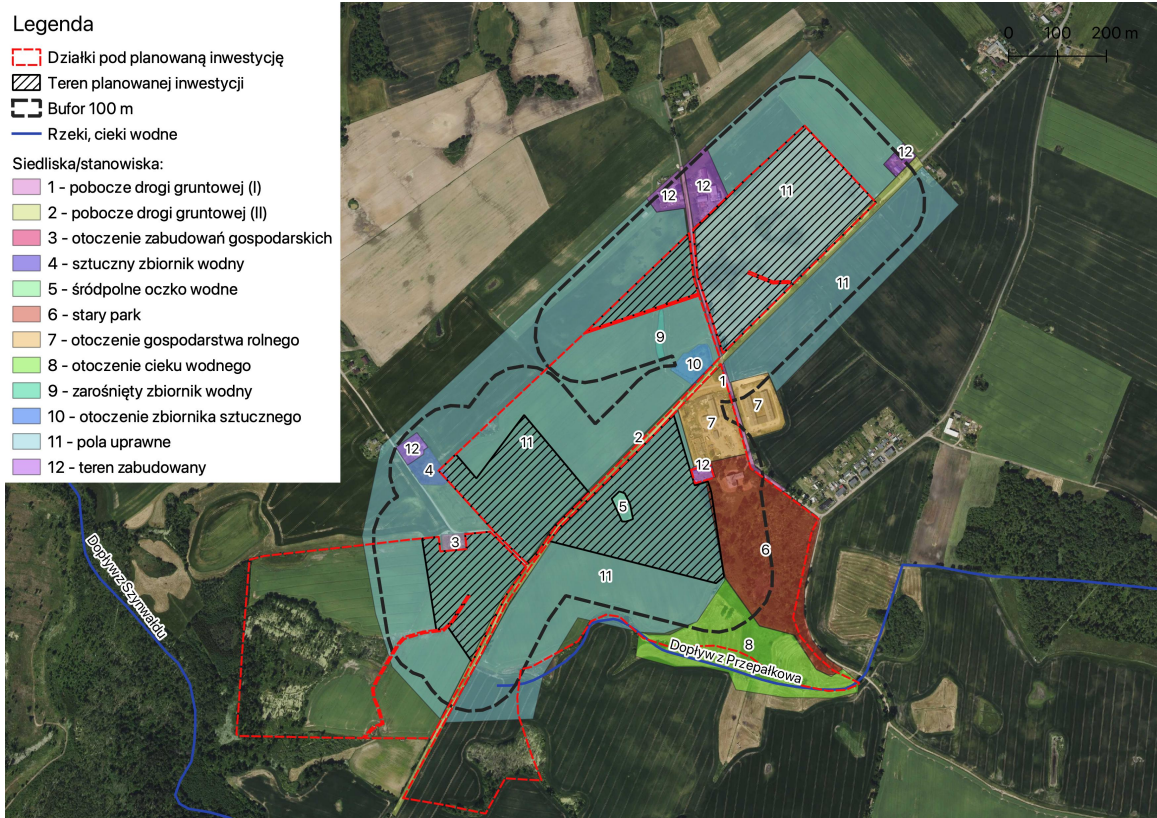 Legenda
Działki pod planowaną inwestycję
Teren planowanej inwestycji
Bufor 100 m
Rzeki, cieki wodne
Siedliska/stanowiska:
1 - pobocze drogi gruntowej (I)
2 - pobocze drogi gruntowej (II)
3 - otoczenie zabudowań gospodarskich
4 - sztuczny zbiornik wodny
5 - śródpolne oczko wodne
6 - stary park
7 - otoczenie gospodarstwa rolnego
8 - otoczenie cieku wodnego
9 - zarośnięty zbiornik wodny
10 - otoczenie zbiornika sztucznego
11 - pola uprawne
12 - teren zabudowany
0 100 200 m
12
12
12
11
11
9
10
1
7
7
2
11
12
4
12
5
3
6
11
8
Dopływ z Szynwałdu
Dopływ z Przepałkowa